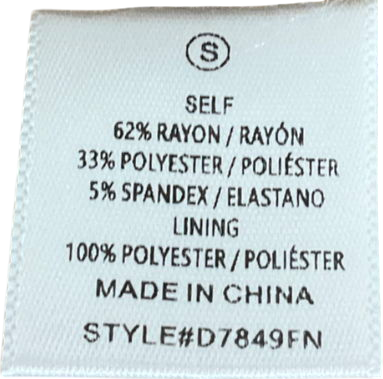 S
SELF
62% RAYON / RAYÓN
33% POLYESTER / POLIÉSTER
5% SPANDEX / ELASTANO
LINING
100% POLYESTER / POLIÉSTER
MADE IN CHINA
STYLE#D7849FN